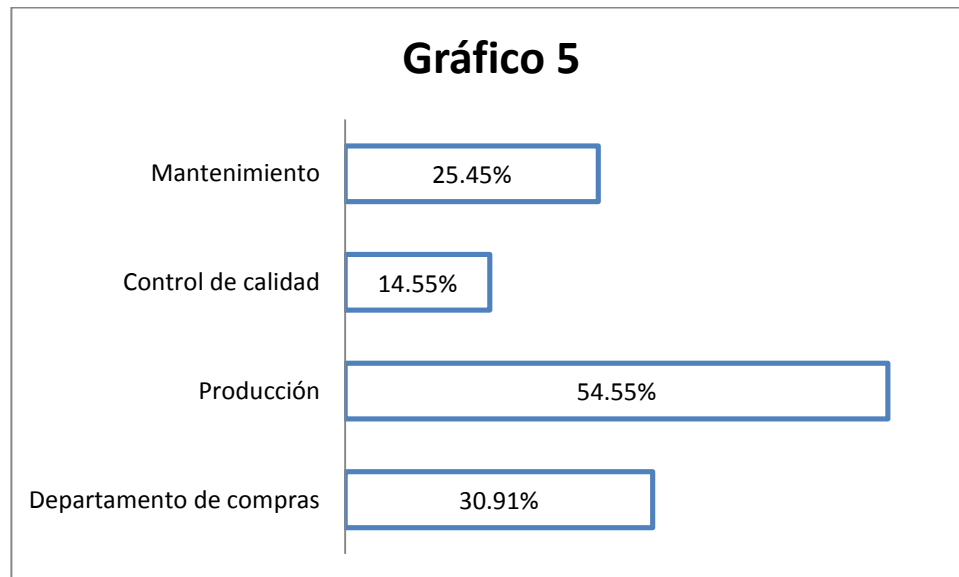 Gráfico 5
Mantenimiento
25.45%
Control de calidad
14.55%
Producción
54.55%
Departamento de compras
30.91%